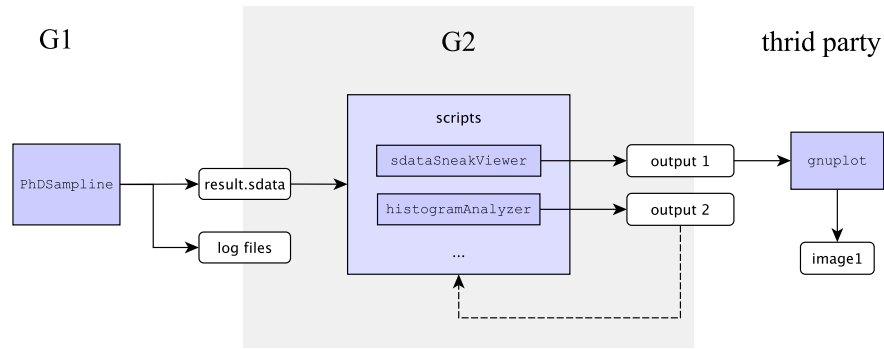 G1
G2
thrid party
scripts
PhDSampline
result.sdata
log files
sdataSneakViewer
histogramAnalyzer
...
output 1
output 2
gnuplot
image1